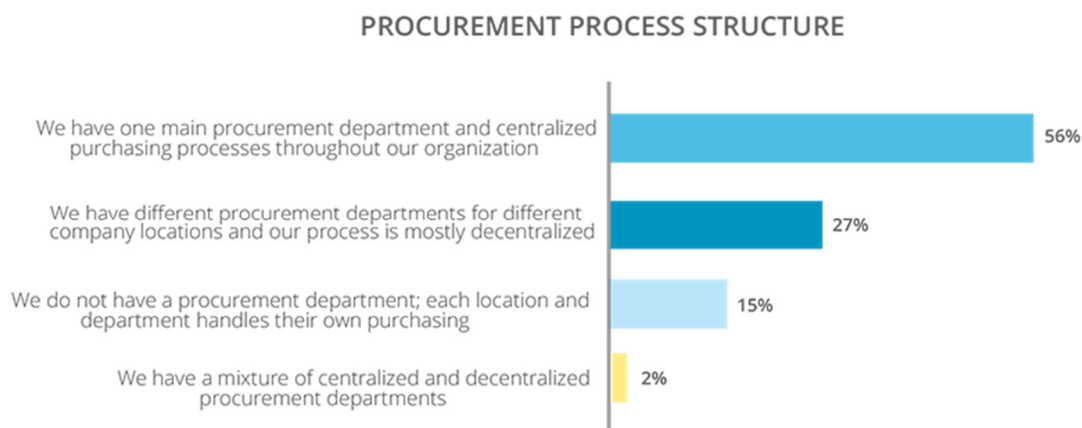 PROCUREMENT PROCESS STRUCTURE
We have one main procurement department and centralized
purchasing processes throughout our organization
56%
We have different procurement departments for different
company locations and our process is mostly decentralized
27%
We do not have a procurement department; each location and
department handles their own purchasing
15%
We have a mixture of centralized and decentralized
procurement departments
2%